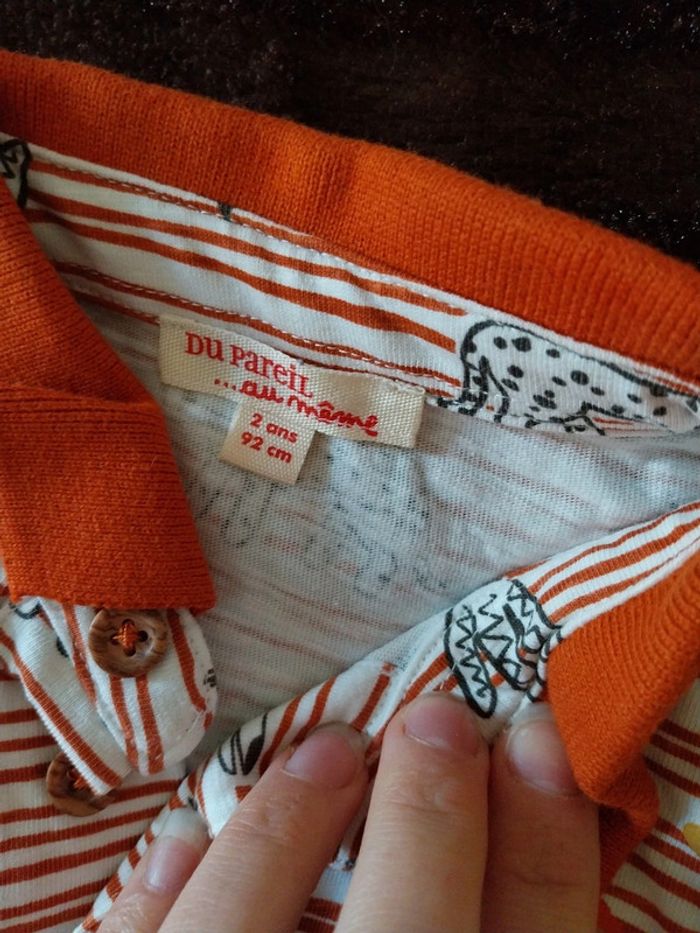 DU PAREIL
...au même
2 ans
92 cm